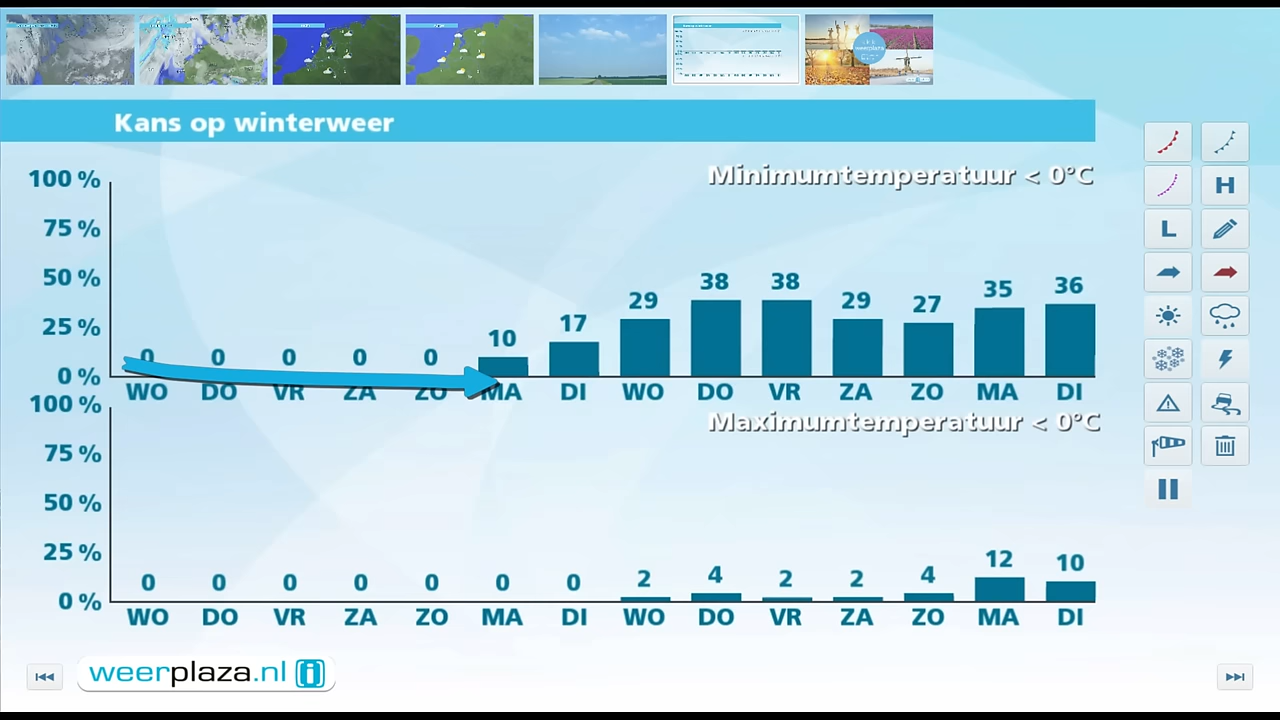 Kans op winterweer
Minimumtemperatuur < 0°C
100 %
75 %
50 %
25 %
0 %
0 0 0 0 0 10 17 29 38 38 29 27 35 36
WO DO VR ZA ZO MA DI WO DO VR ZA ZO MA DI
Maximumtemperatuur < 0°C
100 %
75 %
50 %
25 %
0 %
0 0 0 0 0 0 0 2 4 2 2 4 12 10
WO DO VR ZA ZO MA DI WO DO VR ZA ZO MA DI
H
L
weerplaza.nl i
weerplaza